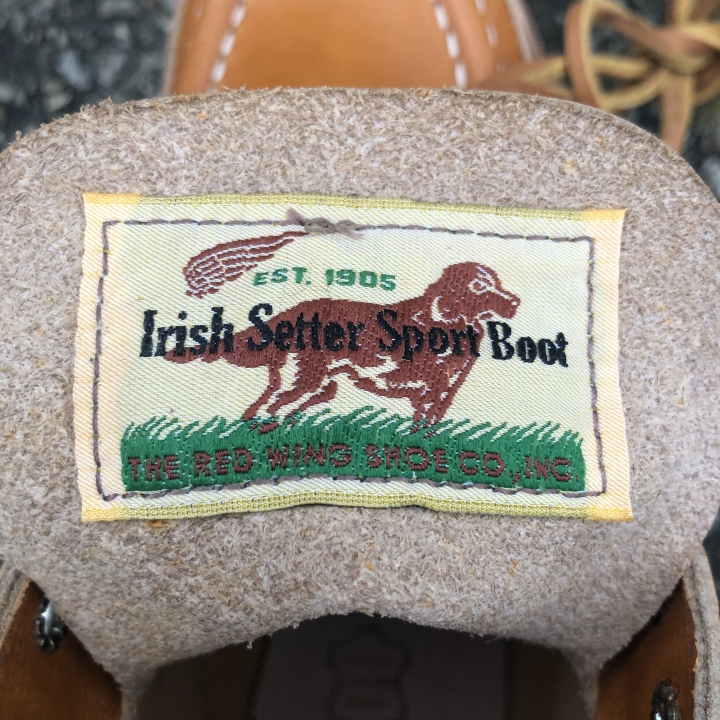 EST. 1905
Irish Setter Sport Boot
THE RED WING SHOE CO., INC